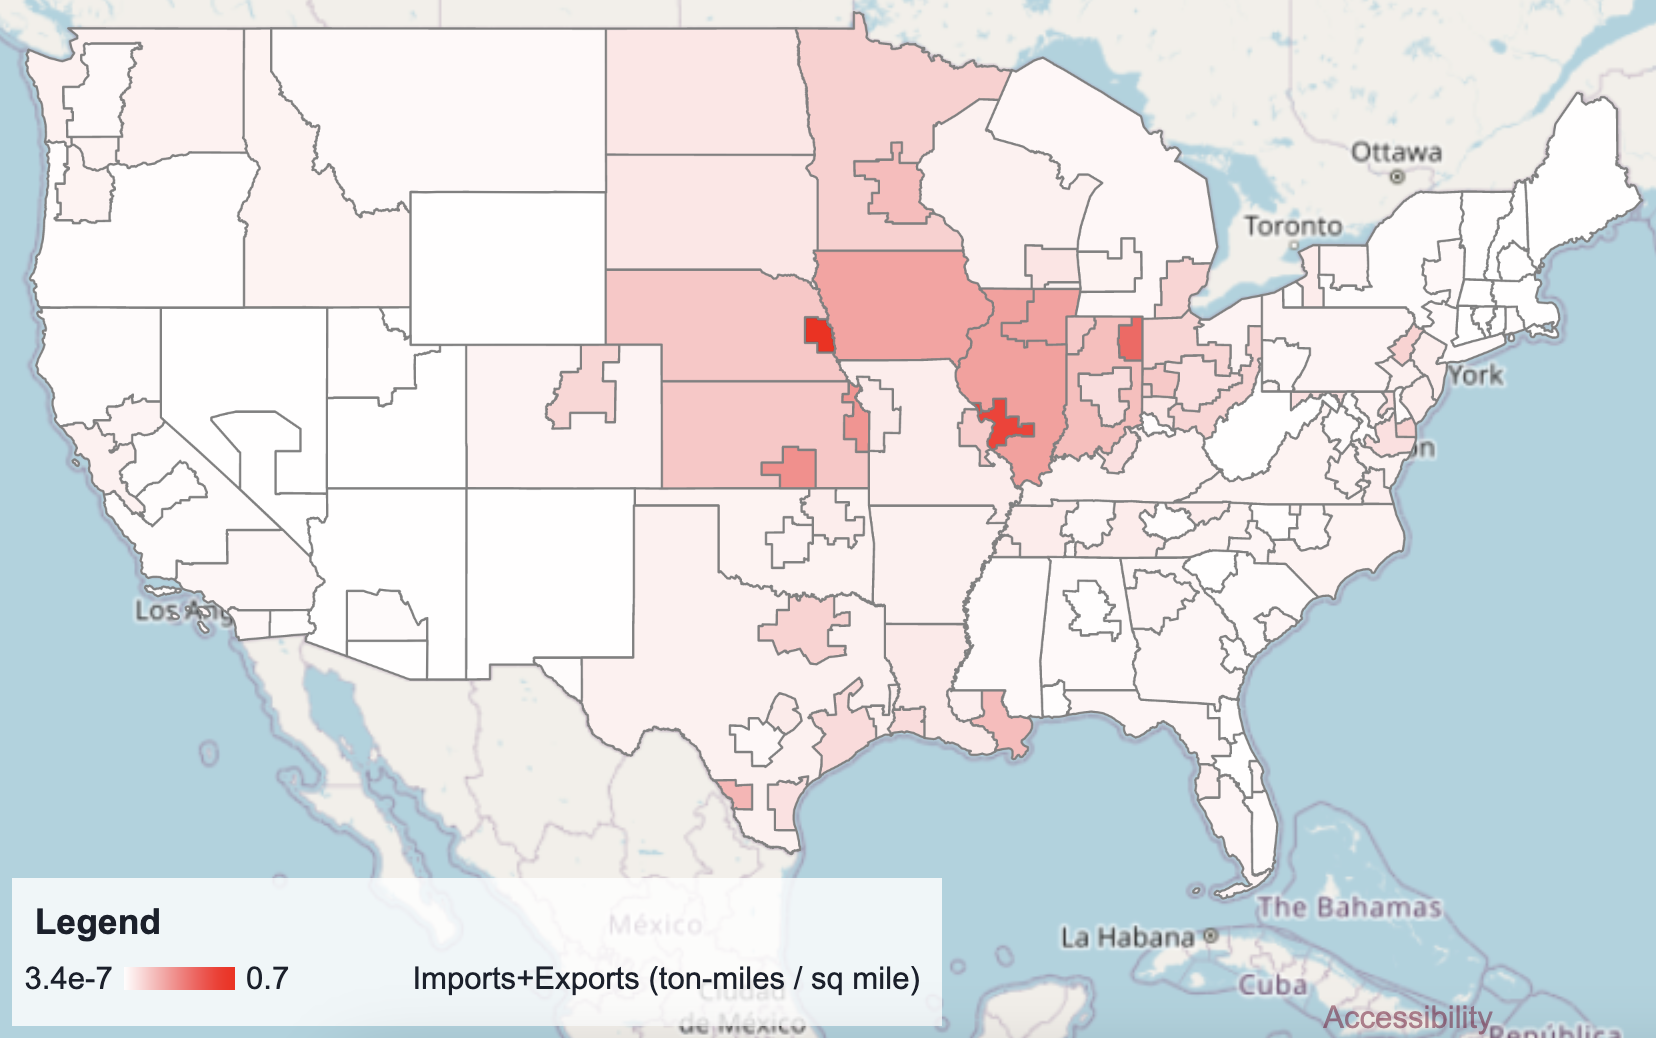 Ottawa
Toronto
York
on
Los Ang
The Bahamas
La Habana
México
Cuba
Ciudad
de México
Accessibility
República
Legend
3.4e-7 0.7 Imports+Exports (ton-miles / sq mile)